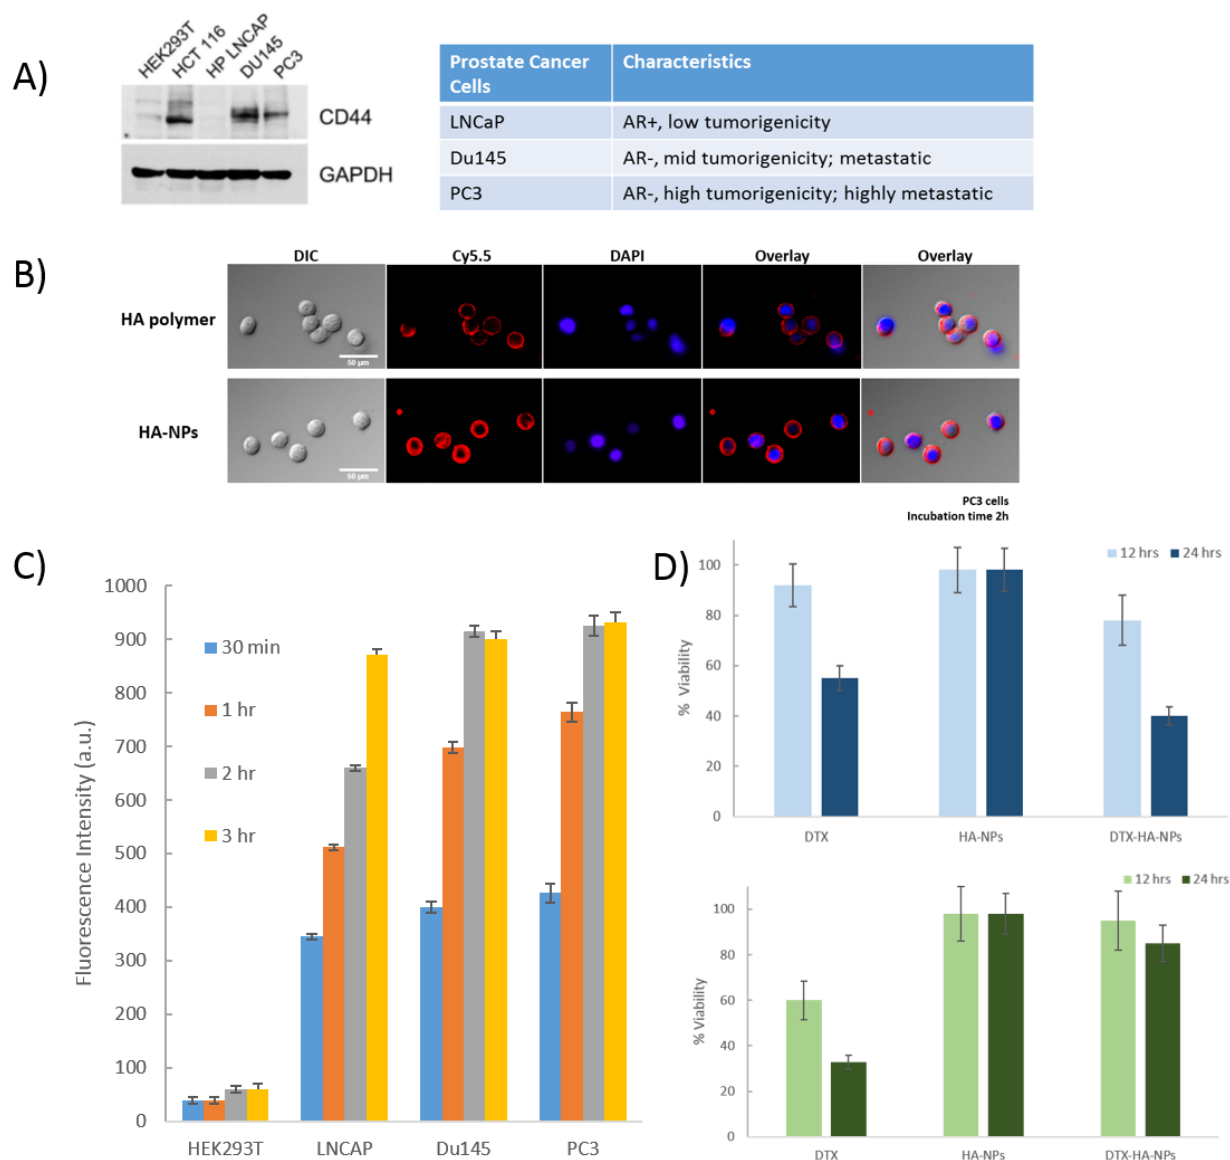 A)
HEK293T
HCT 116
HP LNCAP
DU145
PC3
CD44
GAPDH
Prostate Cancer Cells Characteristics
LNCaP AR+, low tumorigenicity
Du145 AR-, mid tumorigenicity; metastatic
PC3 AR-, high tumorigenicity; highly metastatic
B)
DIC Cy5.5 DAPI Overlay Overlay
HA polymer
50 µm
HA-NPs
50 µm
PC3 cells
Incubation time 2h
C)
1000
900
800
700
600
500
400
300
200
100
0
Fluorescence Intensity (a.u.)
30 min
1 hr
2 hr
3 hr
HEK293T LNCAP Du145 PC3
D)
12 hrs 24 hrs
100
80
60
40
20
0
% Viability
DTX HA-NPs DTX-HA-NPs
12 hrs 24 hrs
100
80
60
40
20
0
% Viability
DTX HA-NPs DTX-HA-NPs